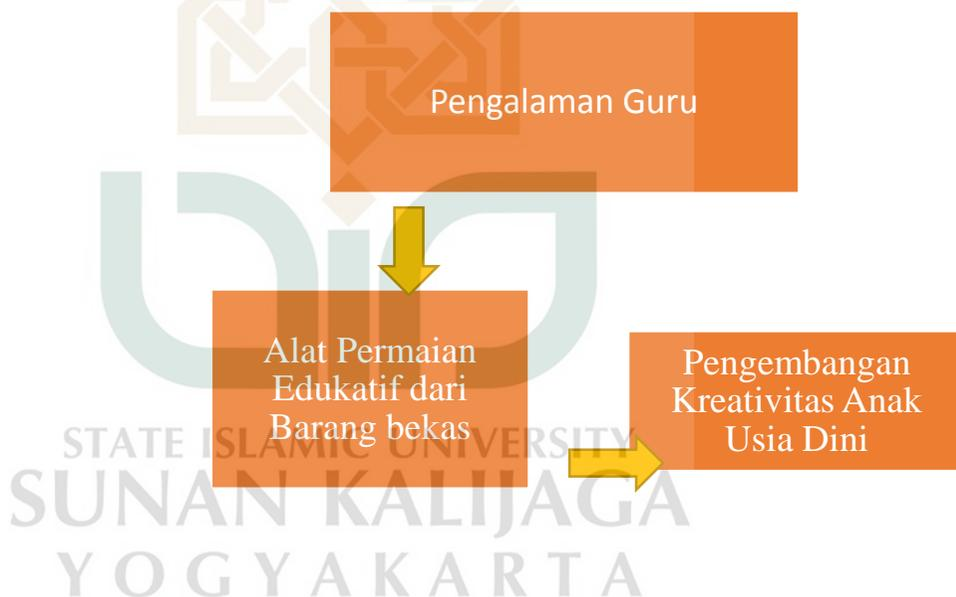 Pengalaman Guru
Alat Permaian
Edukatif dari
Barang bekas
Pengembangan
Kreativitas Anak
Usia Dini
STATE ISLAMIC UNIVERSITY
SUNAN KALIJAGA
YOGYAKARTA